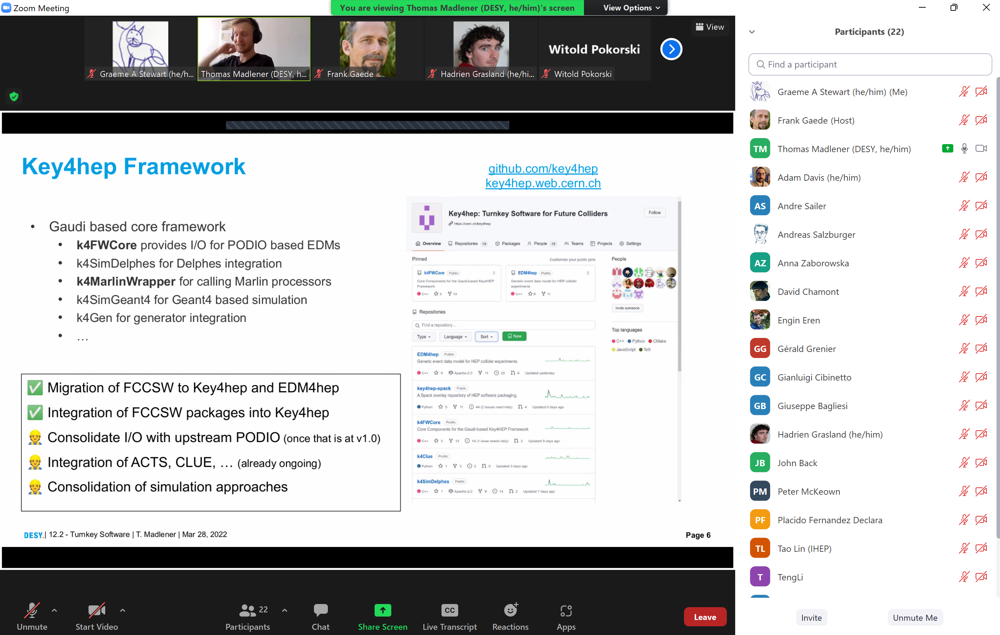 Zoom Meeting
You are viewing Thomas Madlener (DESY, he/him)'s screen
View Options
View
Witold Pokorski
Graeme A Stewart (he/h...
Thomas Madlener (DESY, h...
Frank Gaede
Hadrien Grasland (he/hi...
Witold Pokorski
Key4hep Framework
github.com/key4hep
key4hep.web.cern.ch
• Gaudi based core framework
• k4FWCore provides I/O for PODIO based EDMs
• k4SimDelphes for Delphes integration
• k4MarlinWrapper for calling Marlin processors
• k4SimGeant4 for Geant4 based simulation
• k4Gen for generator integration
• …
✅ Migration of FCCSW to Key4hep and EDM4hep
✅ Integration of FCCSW packages into Key4hep
👷 Consolidate I/O with upstream PODIO (once that is at v1.0)
👷 Integration of ACTS, CLUE, … (already ongoing)
👷 Consolidation of simulation approaches
Key4hep: Turnkey Software for Future Colliders
Follow
https://cern.ch/key4hep
Overview Repositories 19 Packages People 15 Teams Projects Settings
Pinned
Customize your public pins
k4FWCore Public
Core Components for the Gaudi-based Key4HEP
Framework
C++ 3 13
EDM4hep Public
Generic event data model for HEP collider
experiments
C++ 9 11
People
Invite someone
Repositories
Find a repository...
Type Language Sort New
Top languages
C++ Python CMake
JavaScript TeX
EDM4hep Public
Generic event data model for HEP collider experiments
C++ 9 Apache-2.0 11 20 6 Updated yesterday
key4hep-spack Public
A Spack overlay repository of HEP software packaging.
Python 5 11 44 (2 issues need help) 4 Updated 6 days ago
k4FWCore Public
Core Components for the Gaudi-based Key4HEP Framework
C++ 3 13 14 (1 issue needs help) 2 Updated 9 days ago
k4Clue Public
Python 1 3 2 0 Updated 3 days ago
k4SimDelphes Public
C++ 1 Apache-2.0 8 14 2 Updated 7 days ago
DESY. | 12.2 - Turnkey Software | T. Madlener | Mar 28, 2022
Page 6
Unmute
Start Video
22
Participants
Chat
Share Screen
CC
Live Transcript
Reactions
Apps
Leave
Participants (22)
Find a participant
Graeme A Stewart (he/him) (Me)
Frank Gaede (Host)
TM Thomas Madlener (DESY, he/him)
Adam Davis (he/him)
AS Andre Sailer
Andreas Salzburger
AZ Anna Zaborowska
David Chamont
Engin Eren
GG Gérald Grenier
GC Gianluigi Cibinetto
GB Giuseppe Bagliesi
Hadrien Grasland (he/him)
JB John Back
PM Peter McKeown
PF Placido Fernandez Declara
TL Tao Lin (IHEP)
T TengLi
Invite
Unmute Me